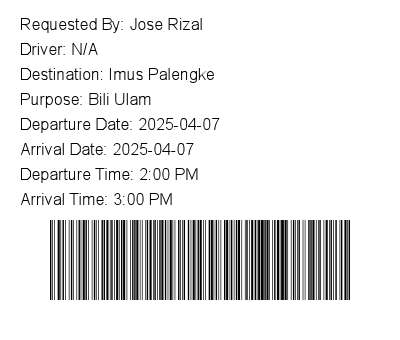 Requested By: Jose Rizal
Driver: N/A
Destination: Imus Palengke
Purpose: Bili Ulam
Departure Date: 2025-04-07
Arrival Date: 2025-04-07
Departure Time: 2:00 PM
Arrival Time: 3:00 PM